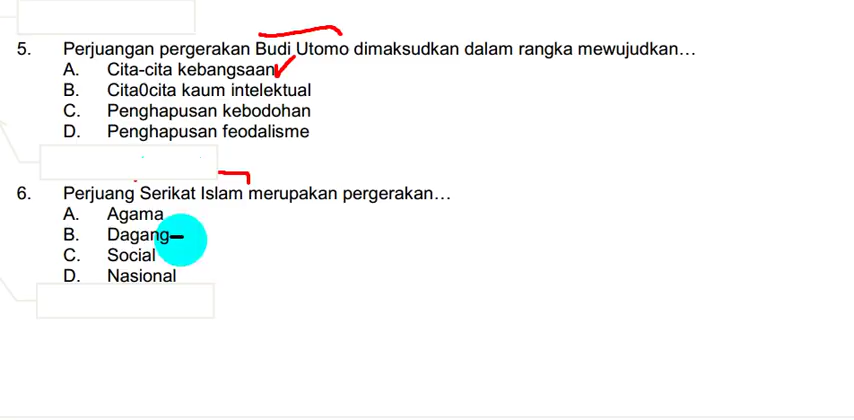 5. Perjuangan pergerakan Budi Utomo dimaksudkan dalam rangka mewujudkan…
A. Cita-cita kebangsaan
B. Cita0cita kaum intelektual
C. Penghapusan kebodohan
D. Penghapusan feodalisme
6. Perjuang Serikat Islam merupakan pergerakan…
A. Agama
B. Dagang
C. Social
D. Nasional